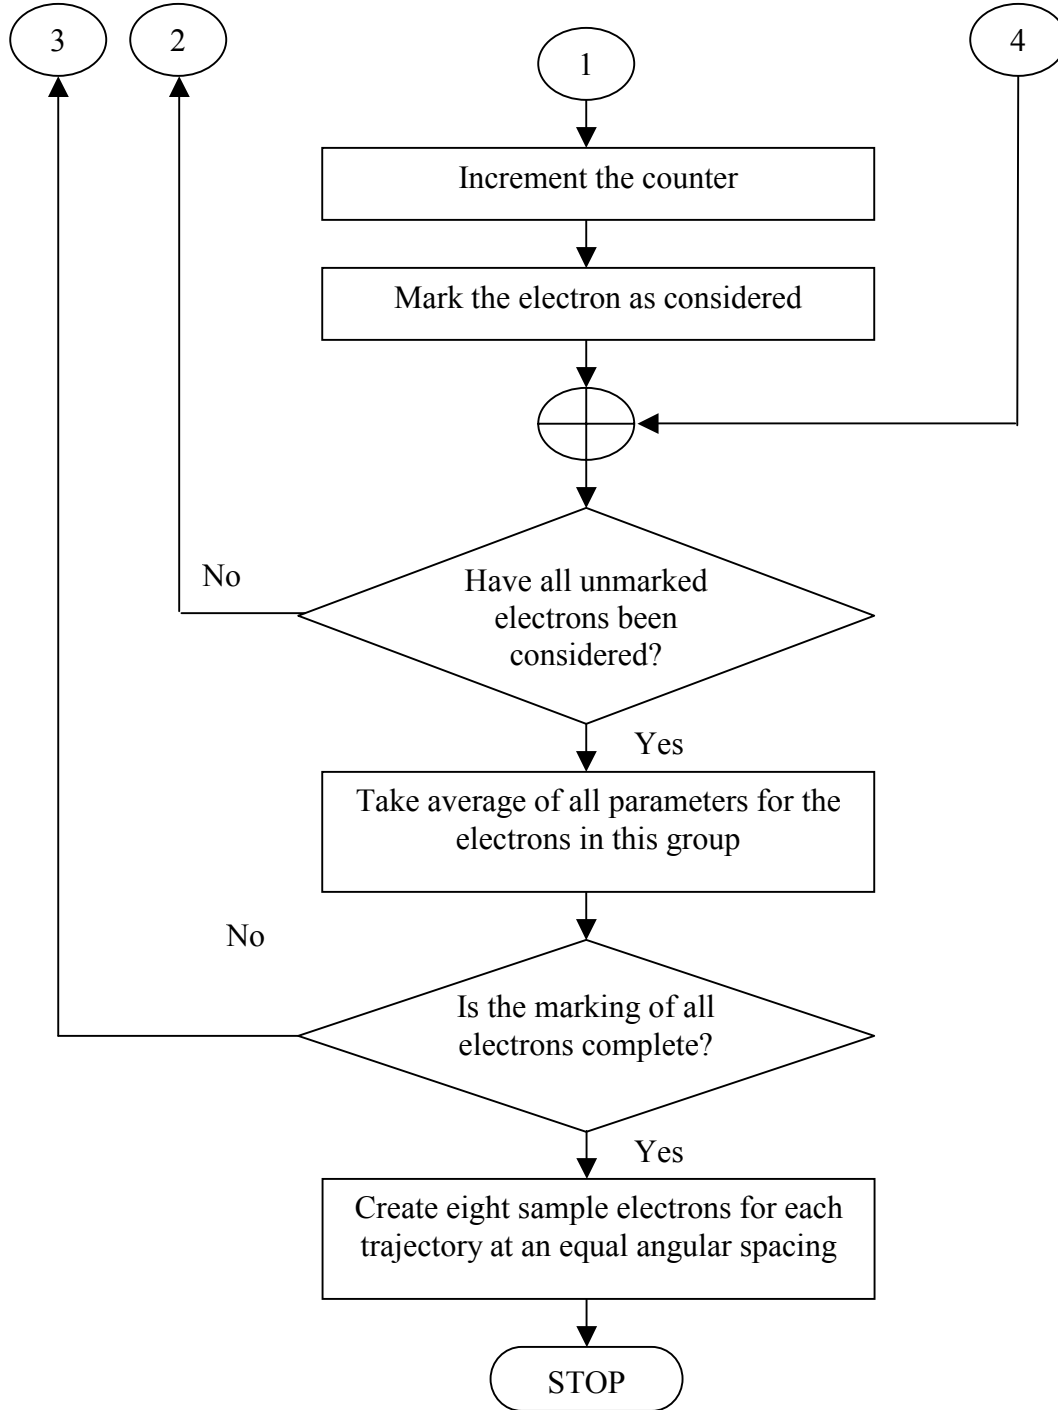 3
2
1
4
Increment the counter
Mark the electron as considered
No
Have all unmarked
electrons been
considered?
Yes
Take average of all parameters for the
electrons in this group
No
Is the marking of all
electrons complete?
Yes
Create eight sample electrons for each
trajectory at an equal angular spacing
STOP